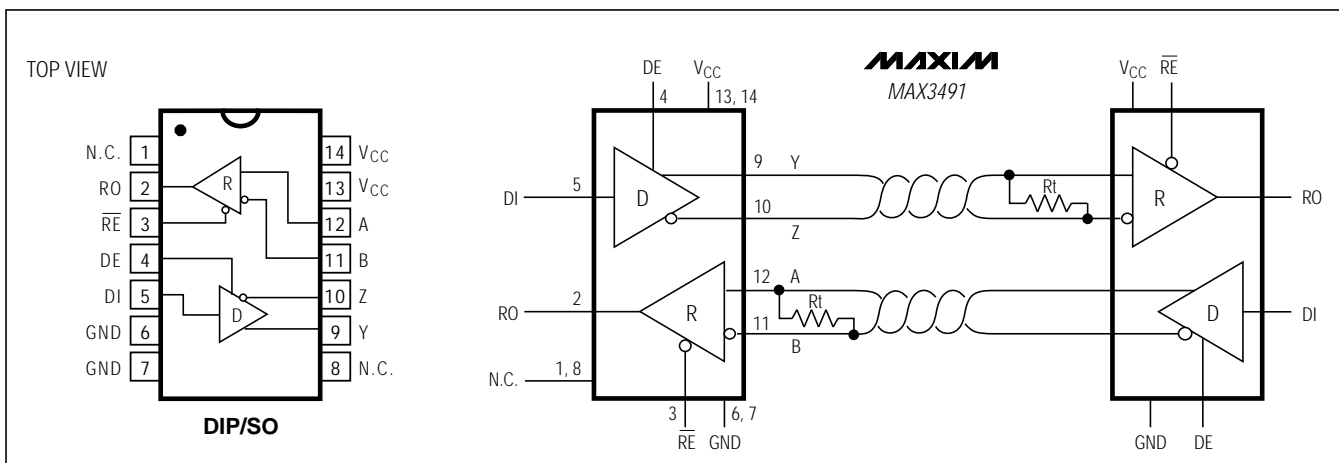 TOP VIEW
N.C. 1
RO 2
RE 3
DE 4
DI 5
GND 6
GND 7
14 VCC
13 VCC
12 A
11 B
10 Z
9 Y
8 N.C.
R
D
DIP/SO
MAXIM
MAX3491
DE
4
VCC
13, 14
DI
5
D
9 Y
10
Z
Rt
RO
2
R
12 A
11
B
Rt
N.C.
1, 8
3
RE
6, 7
GND
VCC
RE
R
RO
D
DI
GND
DE